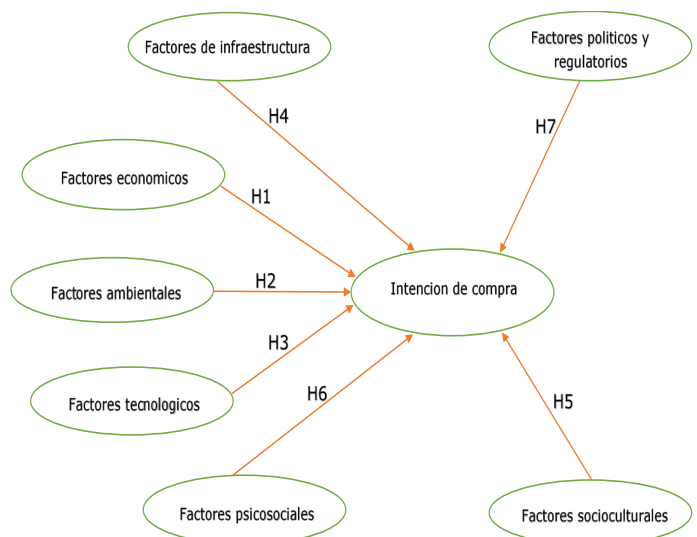 Factores de infraestructura
Factores politicos y
regulatorios
H4
H7
Factores economicos
H1
Factores ambientales
H2
Intencion de compra
H3
Factores tecnologicos
H6
H5
Factores psicosociales
Factores socioculturales